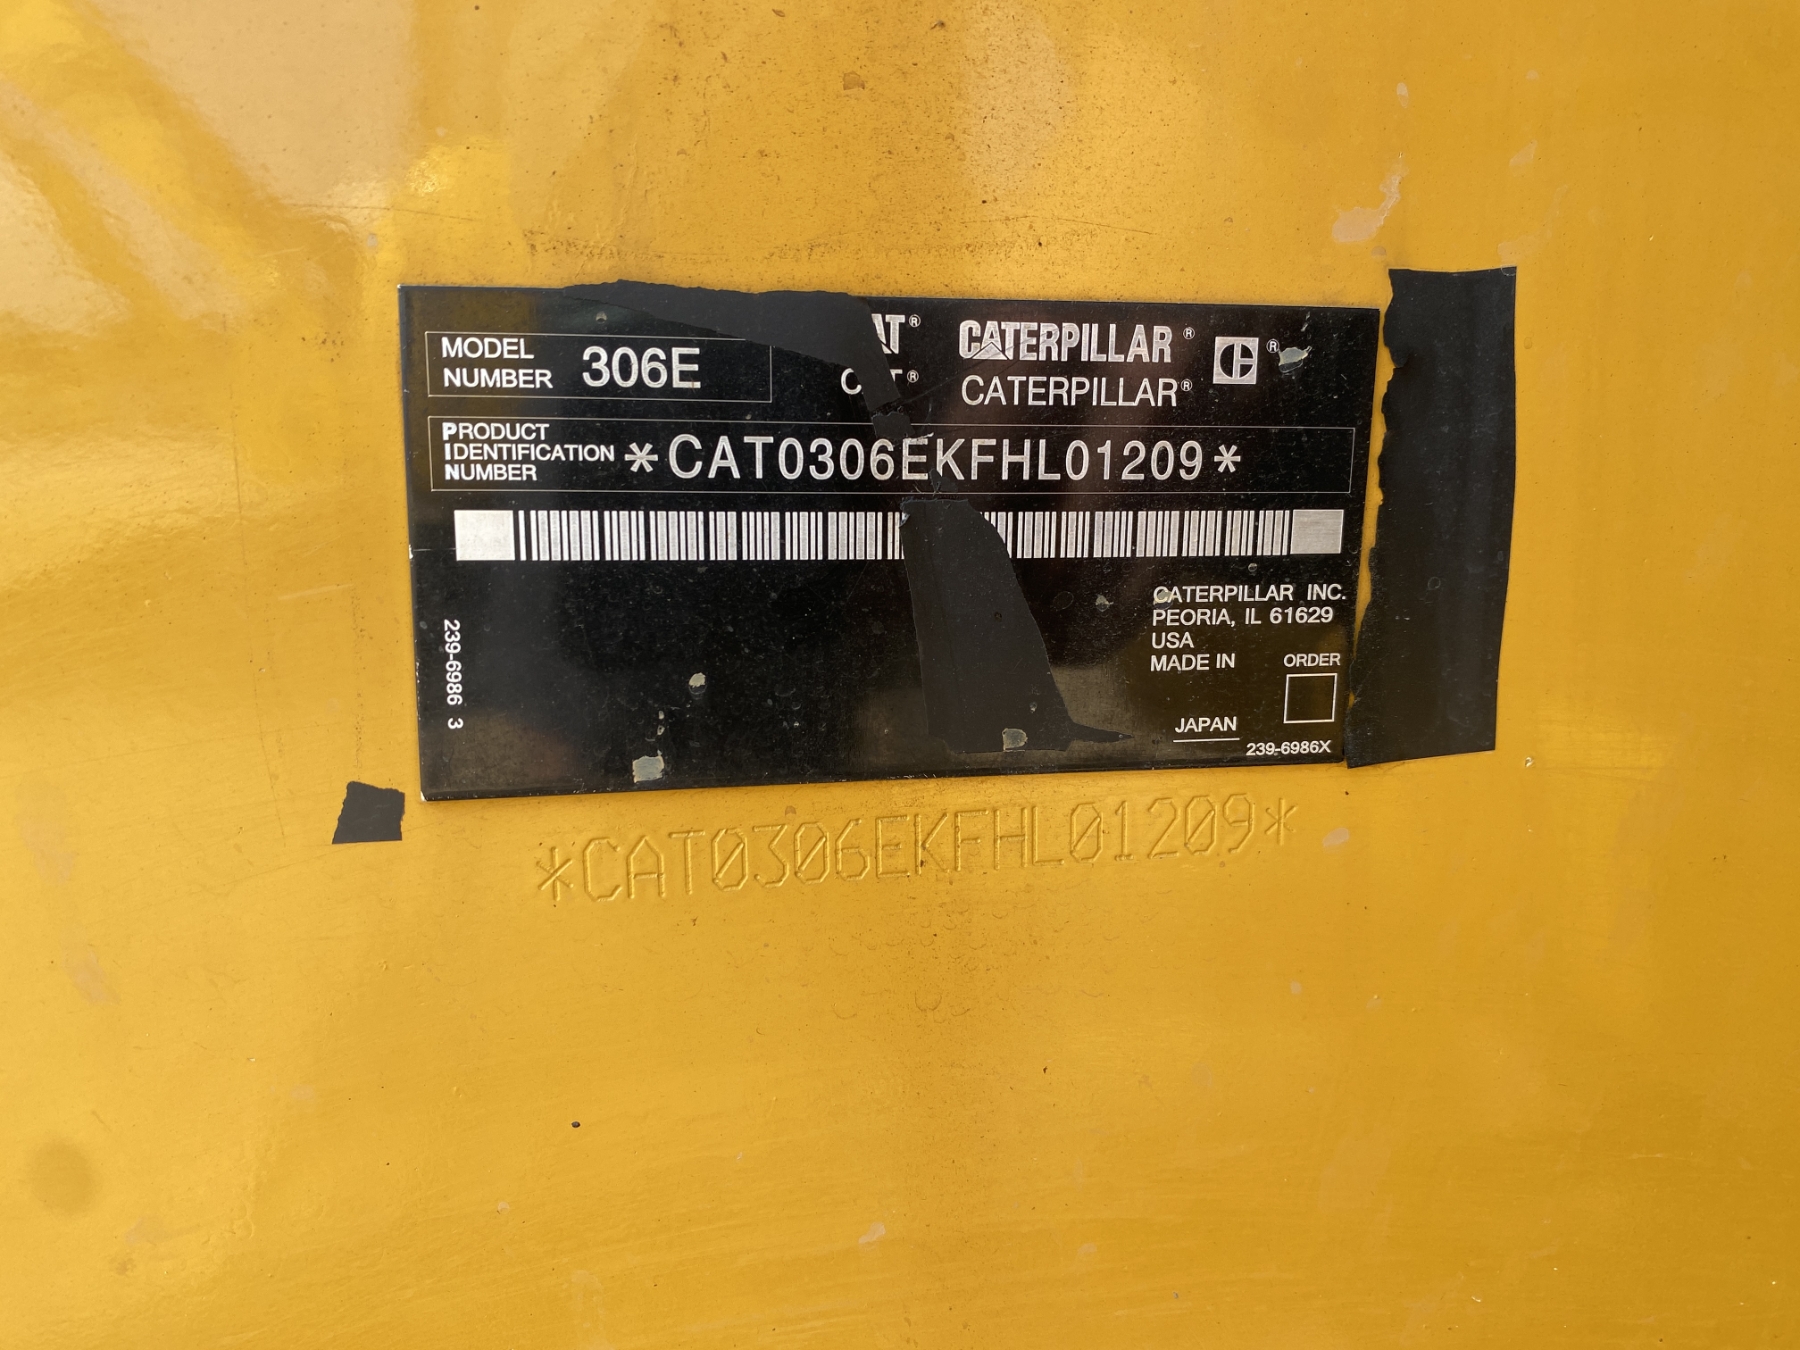 MODEL NUMBER 306E
AT® CATERPILLAR® C®
C T® CATERPILLAR®
PRODUCT IDENTIFICATION NUMBER *CAT0306EKFHL01209*
CATERPILLAR INC.
PEORIA, IL 61629
USA
MADE IN ORDER
JAPAN
239-6986X
239-6986 3
*CAT0306EKFHL01209*